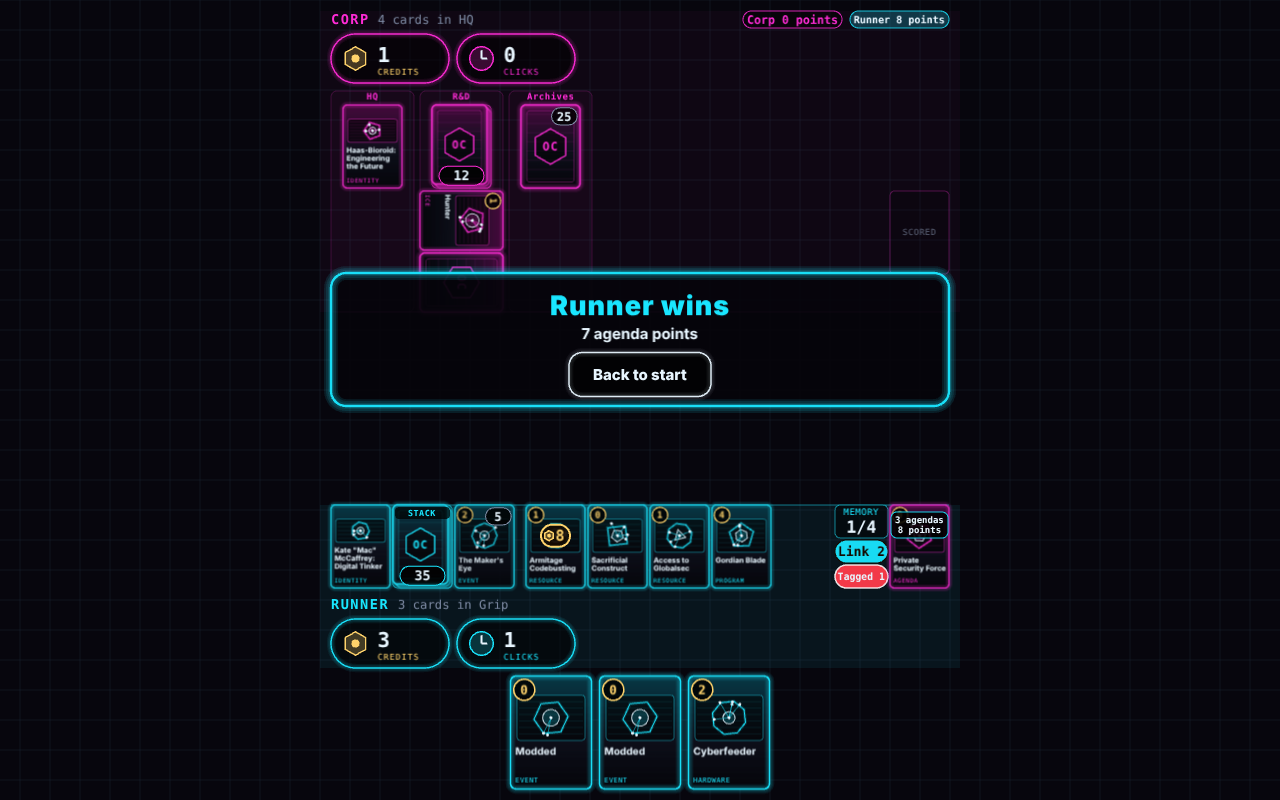 CORP 4 cards in HQ
Corp 0 points
Runner 8 points
1
CREDITS
0
CLICKS
HQ
R&D
Archives
Haas-Bioroid:
Engineering
the Future
IDENTITY
OC
12
OC
25
ICE
Hunter
1
SCORED
Runner wins
7 agenda points
Back to start
Kate "Mac"
McCaffrey:
Digital Tinker
IDENTITY
STACK
OC
35
2
5
The Maker's
Eye
EVENT
1
8
Armitage
Codebusting
RESOURCE
0
Sacrificial
Construct
RESOURCE
1
Access to
Globalsec
RESOURCE
4
Gordian Blade
PROGRAM
MEMORY
1/4
Link 2
Tagged 1
3 agendas
8 points
Private
Security Force
AGENDA
RUNNER 3 cards in Grip
3
CREDITS
1
CLICKS
0
Modded
EVENT
0
Modded
EVENT
2
Cyberfeeder
HARDWARE